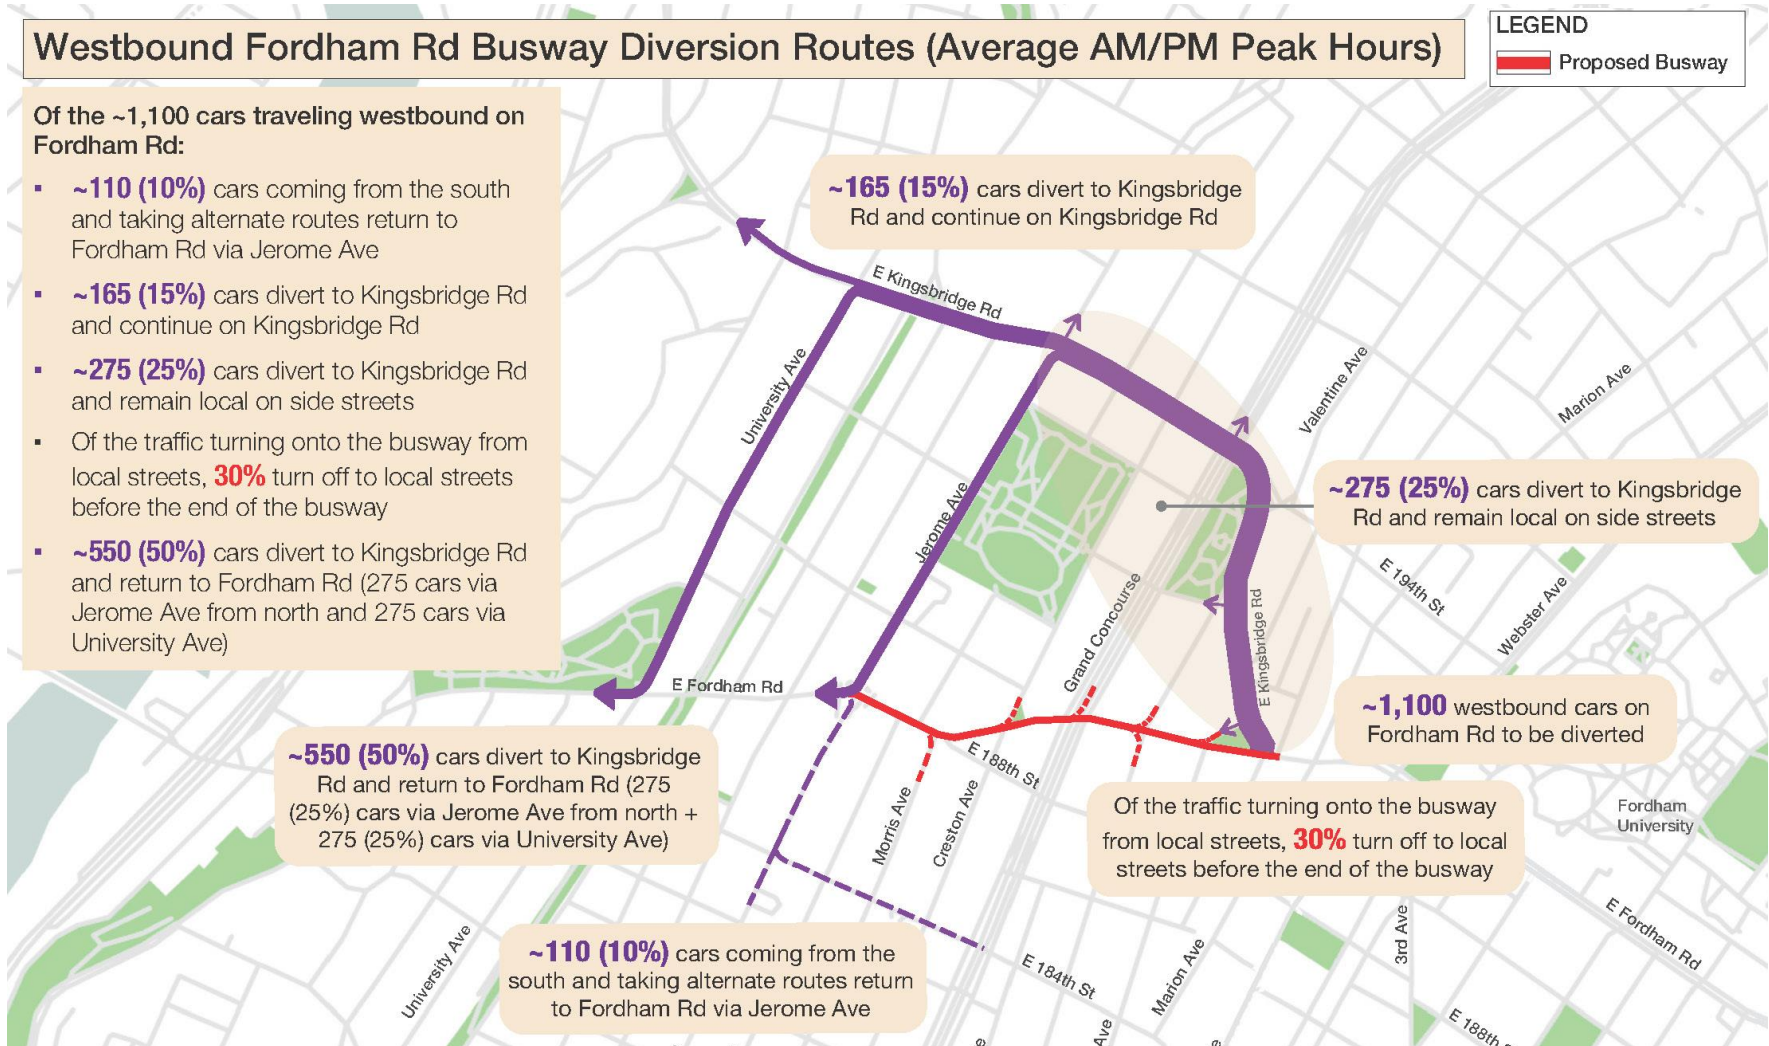 Westbound Fordham Rd Busway Diversion Routes (Average AM/PM Peak Hours)
LEGEND
Proposed Busway
Of the ~1,100 cars traveling westbound on
Fordham Rd:
▪ ~110 (10%) cars coming from the south
and taking alternate routes return to
Fordham Rd via Jerome Ave
▪ ~165 (15%) cars divert to Kingsbridge Rd
and continue on Kingsbridge Rd
▪ ~275 (25%) cars divert to Kingsbridge Rd
and remain local on side streets
▪ Of the traffic turning onto the busway from
local streets, 30% turn off to local streets
before the end of the busway
▪ ~550 (50%) cars divert to Kingsbridge Rd
and return to Fordham Rd (275 cars via
Jerome Ave from north and 275 cars via
University Ave)
~165 (15%) cars divert to Kingsbridge
Rd and continue on Kingsbridge Rd
E Kingsbridge Rd
University Ave
Jerome Ave
Valentine Ave
Marion Ave
~275 (25%) cars divert to Kingsbridge
Rd and remain local on side streets
E 194th St
Webster Ave
Grand Concourse
E Kingsbridge Rd
E Fordham Rd
~1,100 westbound cars on
Fordham Rd to be diverted
~550 (50%) cars divert to Kingsbridge
Rd and return to Fordham Rd (275
(25%) cars via Jerome Ave from north +
275 (25%) cars via University Ave)
E 188th St
Morris Ave
Creston Ave
Of the traffic turning onto the busway
from local streets, 30% turn off to local
streets before the end of the busway
Fordham
University
~110 (10%) cars coming from the
south and taking alternate routes return
to Fordham Rd via Jerome Ave
University Ave
E 184th St
Marion Ave
3rd Ave
E Fordham Rd
E 188th
Ave